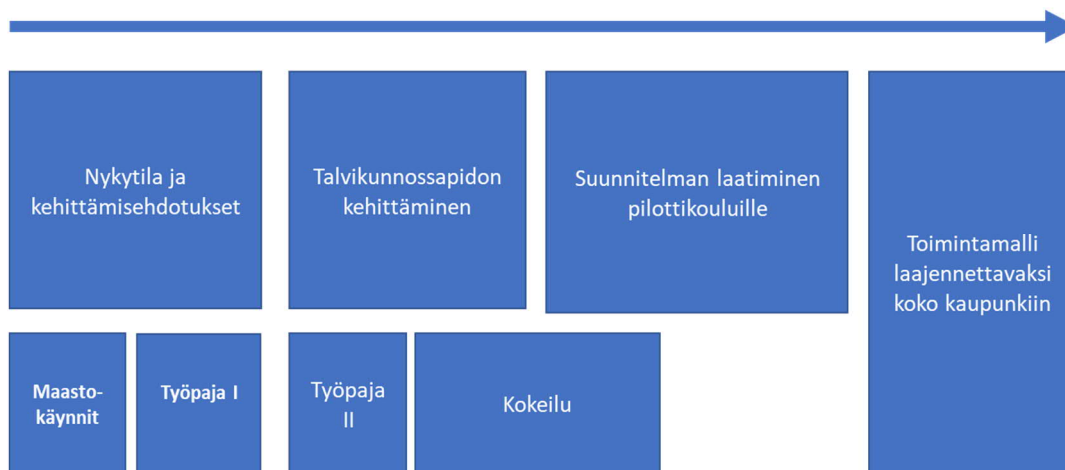 Nykytila ja
kehittämisehdotukset
Talvikunnossapidon
kehittäminen
Suunnitelman laatiminen
pilottikouluille
Toimintamalli
laajennettavaksi
koko kaupunkiin
Maasto-
käynnit
Työpaja I
Työpaja
II
Kokeilu